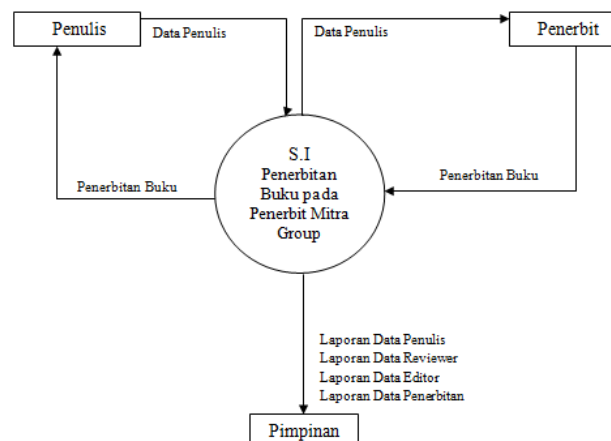 Penulis
Data Penulis
Data Penulis
Penerbit
S.I
Penerbitan
Buku pada
Penerbit Mitra
Group
Penerbitan Buku
Penerbitan Buku
Laporan Data Penulis
Laporan Data Reviewer
Laporan Data Editor
Laporan Data Penerbitan
Pimpinan